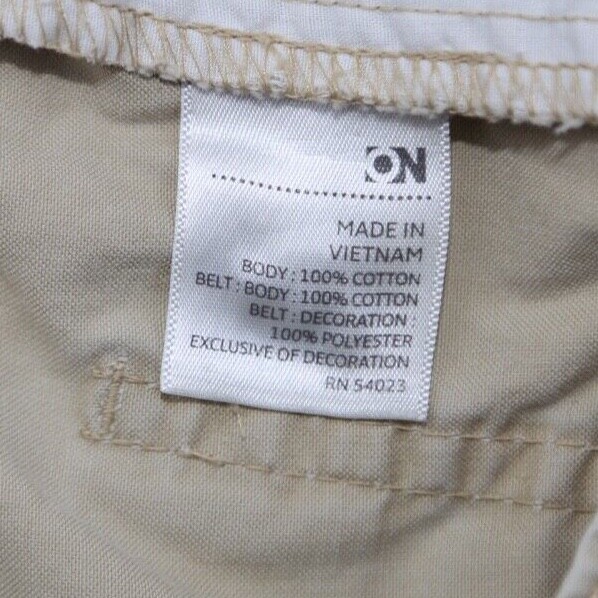 ON
MADE IN
VIETNAM
BODY : 100% COTTON
BELT : BODY : 100% COTTON
BELT : DECORATION :
100% POLYESTER
EXCLUSIVE OF DECORATION
RN 54023